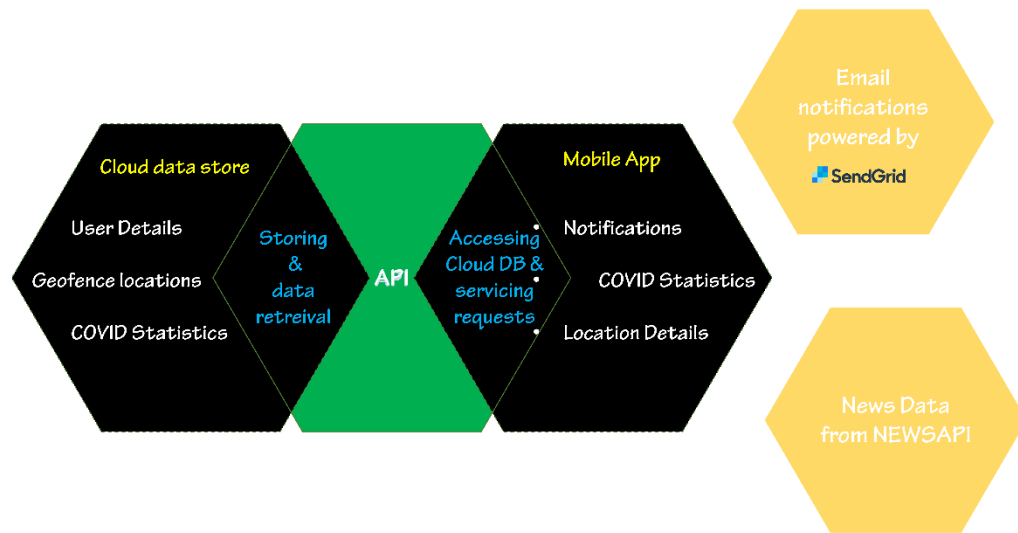 Cloud data store
User Details
Geofence locations
COVID Statistics
Storing
&
data
retreival
API
Accessing
Cloud DB &
servicing
requests
Mobile App
Notifications
COVID Statistics
Location Details
Email
notifications
powered by
SendGrid
News Data
from NEWSAPI